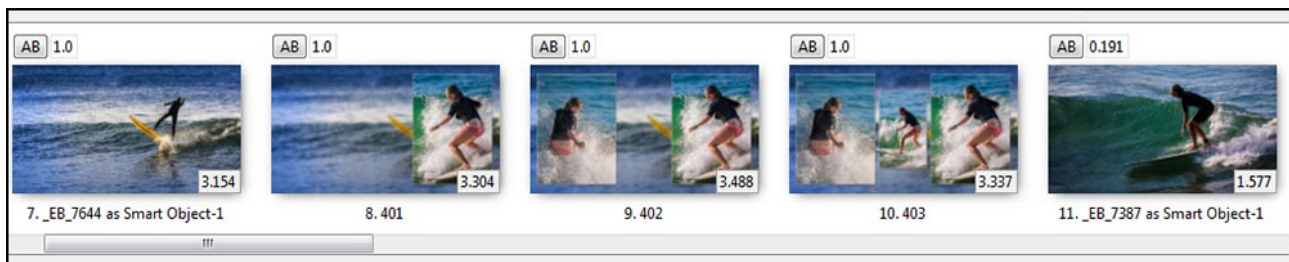 AB 1.0 AB 1.0 AB 1.0 AB 1.0 AB 0.191
3.154 3.304 3.488 3.337 1.577
7. _EB_7644 as Smart Object-1 8. 401 9. 402 10. 403 11. _EB_7387 as Smart Object-1